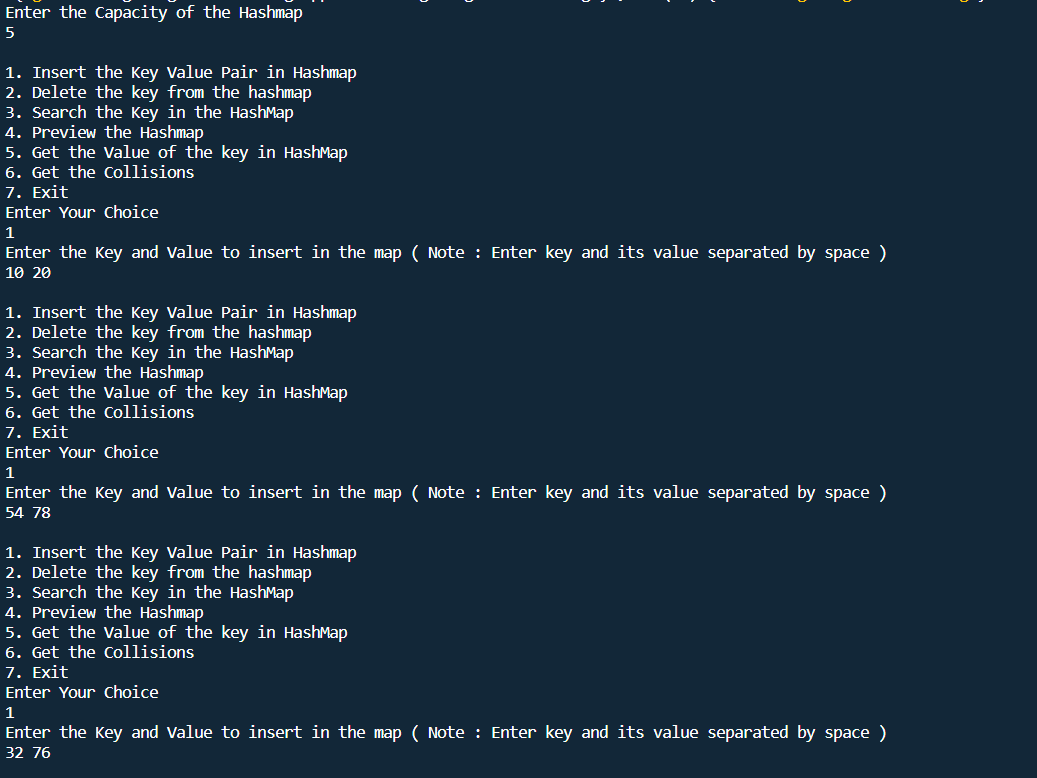 Enter the Capacity of the Hashmap
5
1. Insert the Key Value Pair in Hashmap
2. Delete the key from the hashmap
3. Search the Key in the HashMap
4. Preview the Hashmap
5. Get the Value of the key in HashMap
6. Get the Collisions
7. Exit
Enter Your Choice
1
Enter the Key and Value to insert in the map ( Note : Enter key and its value separated by space )
10 20
1. Insert the Key Value Pair in Hashmap
2. Delete the key from the hashmap
3. Search the Key in the HashMap
4. Preview the Hashmap
5. Get the Value of the key in HashMap
6. Get the Collisions
7. Exit
Enter Your Choice
1
Enter the Key and Value to insert in the map ( Note : Enter key and its value separated by space )
54 78
1. Insert the Key Value Pair in Hashmap
2. Delete the key from the hashmap
3. Search the Key in the HashMap
4. Preview the Hashmap
5. Get the Value of the key in HashMap
6. Get the Collisions
7. Exit
Enter Your Choice
1
Enter the Key and Value to insert in the map ( Note : Enter key and its value separated by space )
32 76